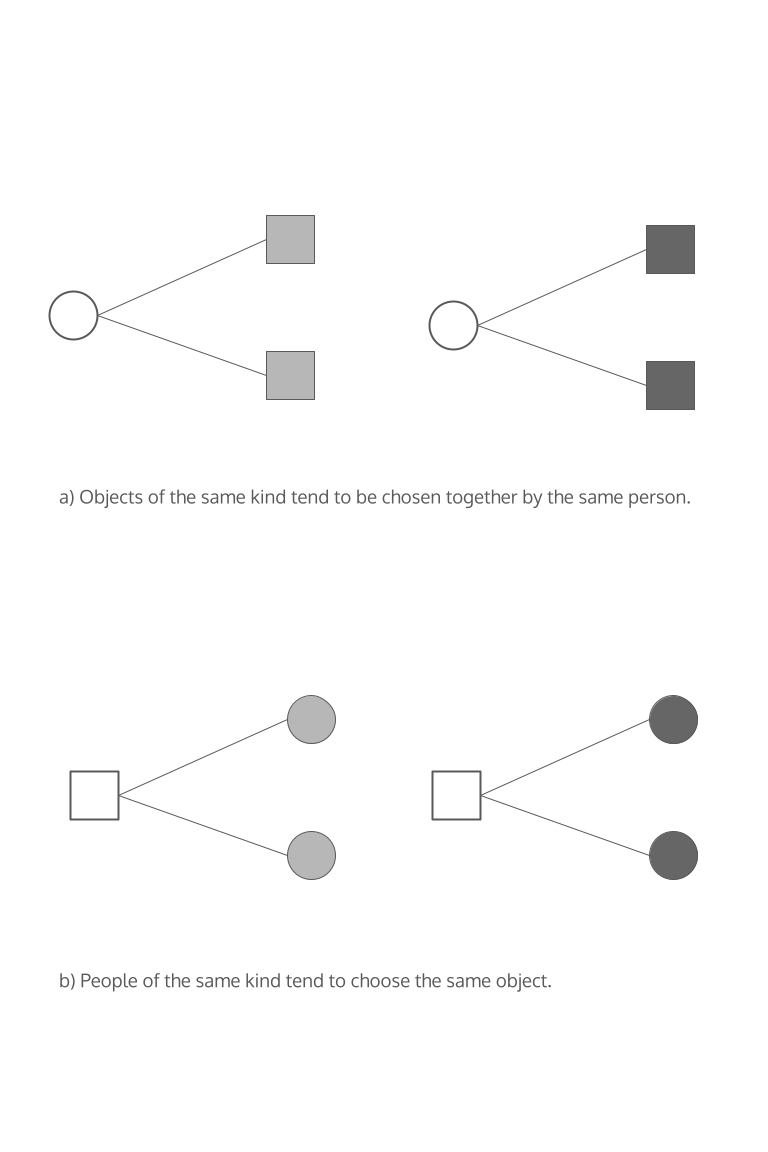 a) Objects of the same kind tend to be chosen together by the same person.
b) People of the same kind tend to choose the same object.